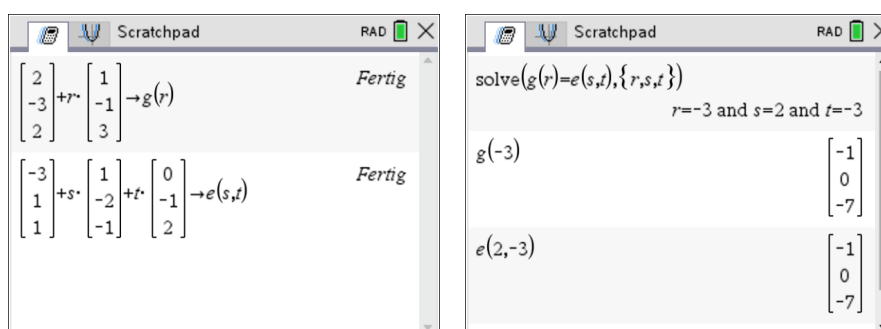 Scratchpad RAD
[2 -3 2]+r·[1 -1 3]→g(r) Fertig
[-3 1 1]+s·[1 -2 -1]+t·[0 -1 2]→e(s,t) Fertig
Scratchpad RAD
solve(g(r)=e(s,t),{r,s,t})
r=-3 and s=2 and t=-3
g(-3) [-1 0 -7]
e(2,-3) [-1 0 -7]